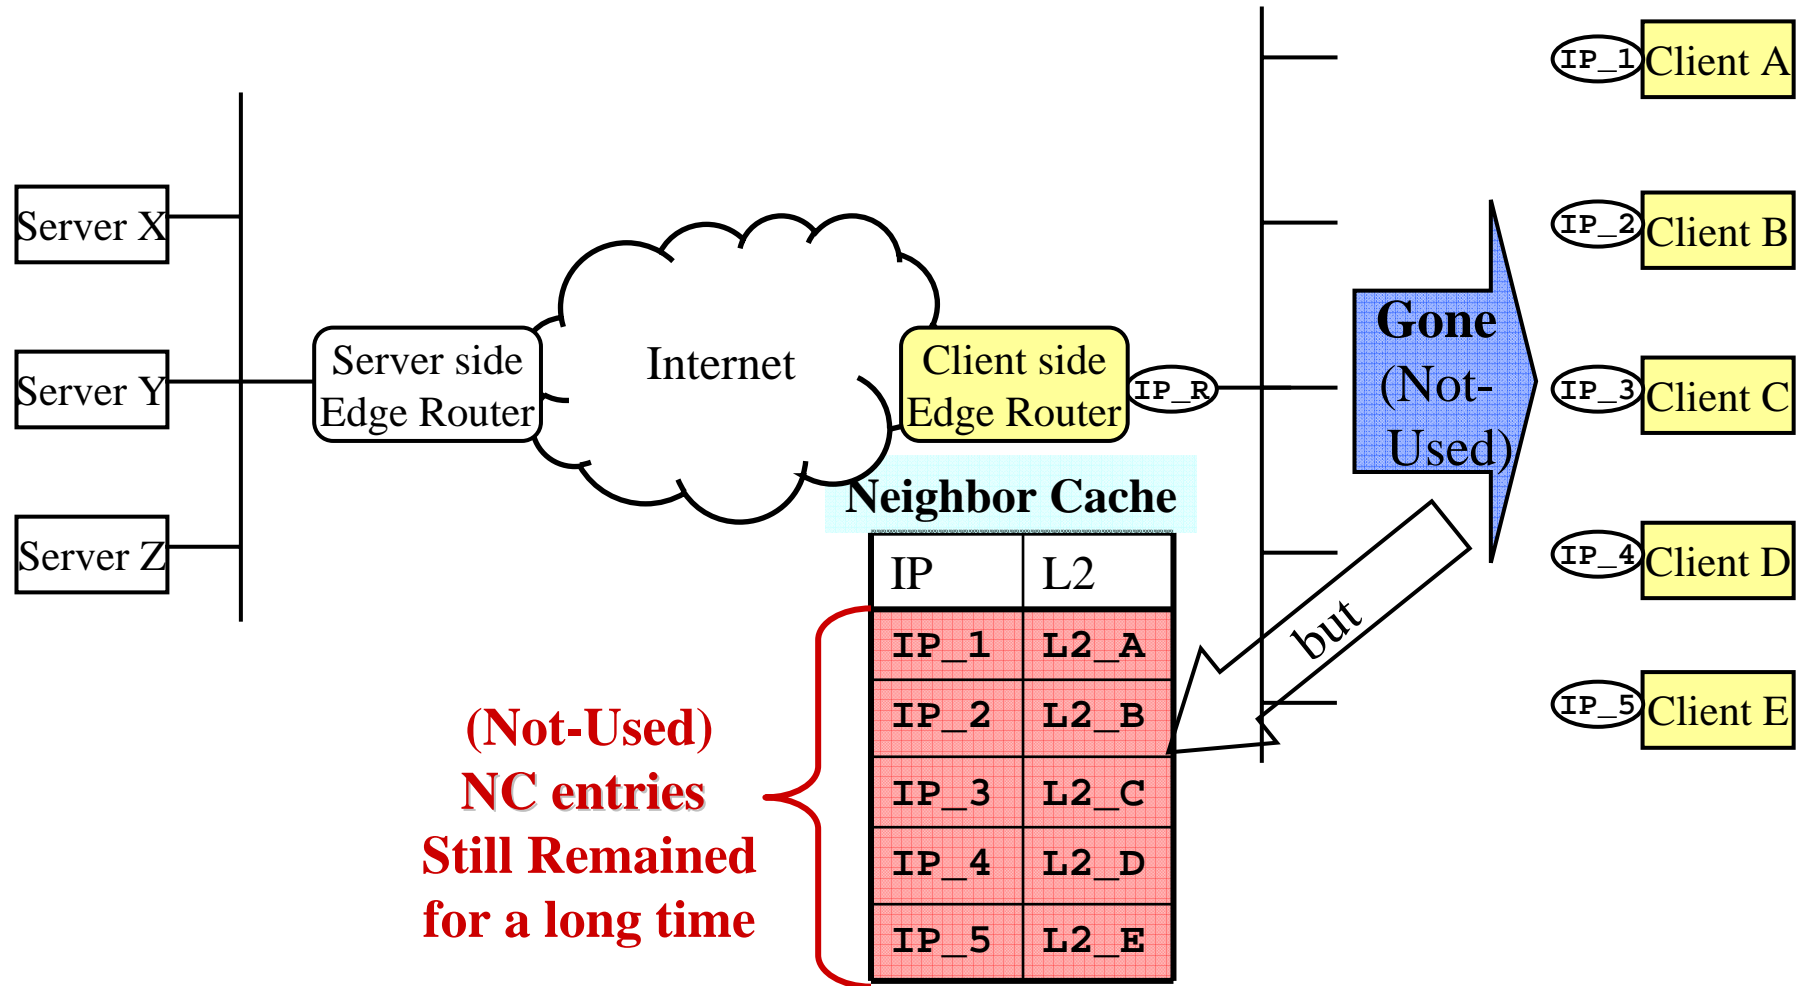 IP_1
Client A
Server X
IP_2
Client B
Server side
Edge Router
Internet
Client side
Edge Router
IP_R
Gone
(Not-
Used)
Server Y
IP_3
Client C
Neighbor Cache
Server Z
IP_4
Client D
IP L2
IP_1 L2_A
IP_2 L2_B
IP_3 L2_C
IP_4 L2_D
IP_5 L2_E
but
IP_5
Client E
(Not-Used)
NC entries
Still Remained
for a long time